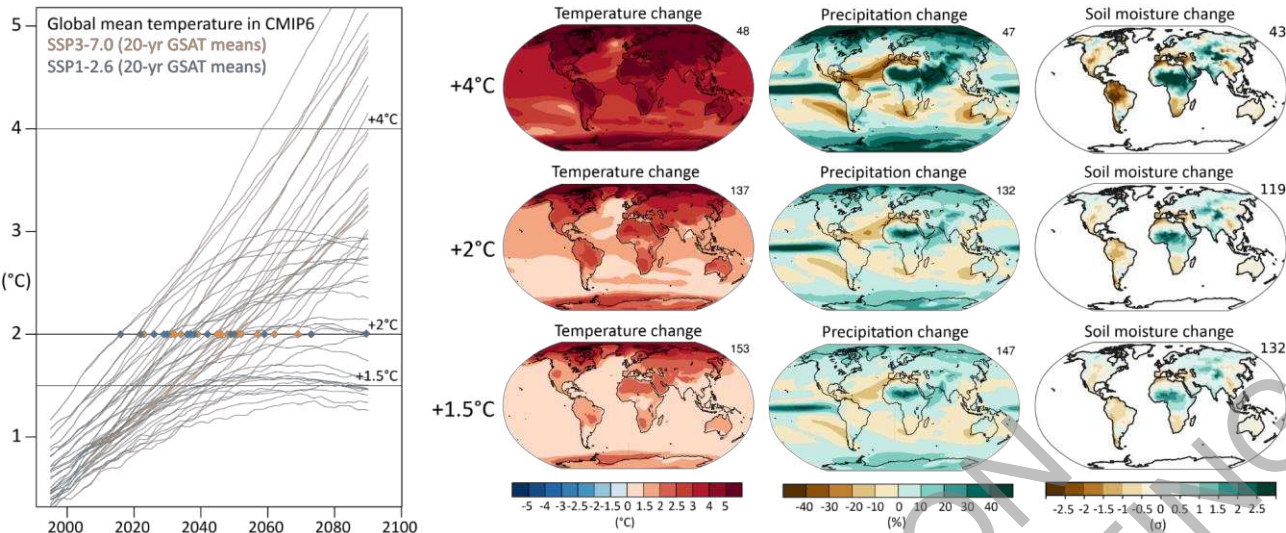 Global mean temperature in CMIP6
SSP3-7.0 (20-yr GSAT means)
SSP1-2.6 (20-yr GSAT means)
5
4
3
(°C)
2
1
+4°C
+2°C
+1.5°C
2000 2020 2040 2060 2080 2100
Temperature change Precipitation change Soil moisture change
48 47 43
+4°C
Temperature change Precipitation change Soil moisture change
137 132 119
+2°C
Temperature change Precipitation change Soil moisture change
153 147 132
+1.5°C
-5 -4 -3 -2.5 -2 -1.5 -1 0 1 1.5 2 2.5 3 4 5
(°C)
-40 -30 -20 -10 0 10 20 30 40
(%)
-2.5 -2 -1.5 -1 -0.5 0 0.5 1 1.5 2 2.5
(σ)